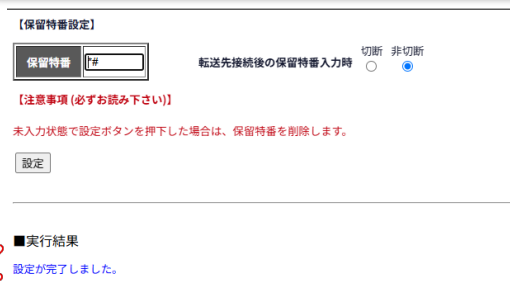 【保留特番設定】
切断 非切断
保留特番 *# 転送先接続後の保留特番入力時
【注意事項 (必ずお読み下さい)】
未入力状態で設定ボタンを押下した場合は、保留特番を削除します。
設定
■実行結果
設定が完了しました。